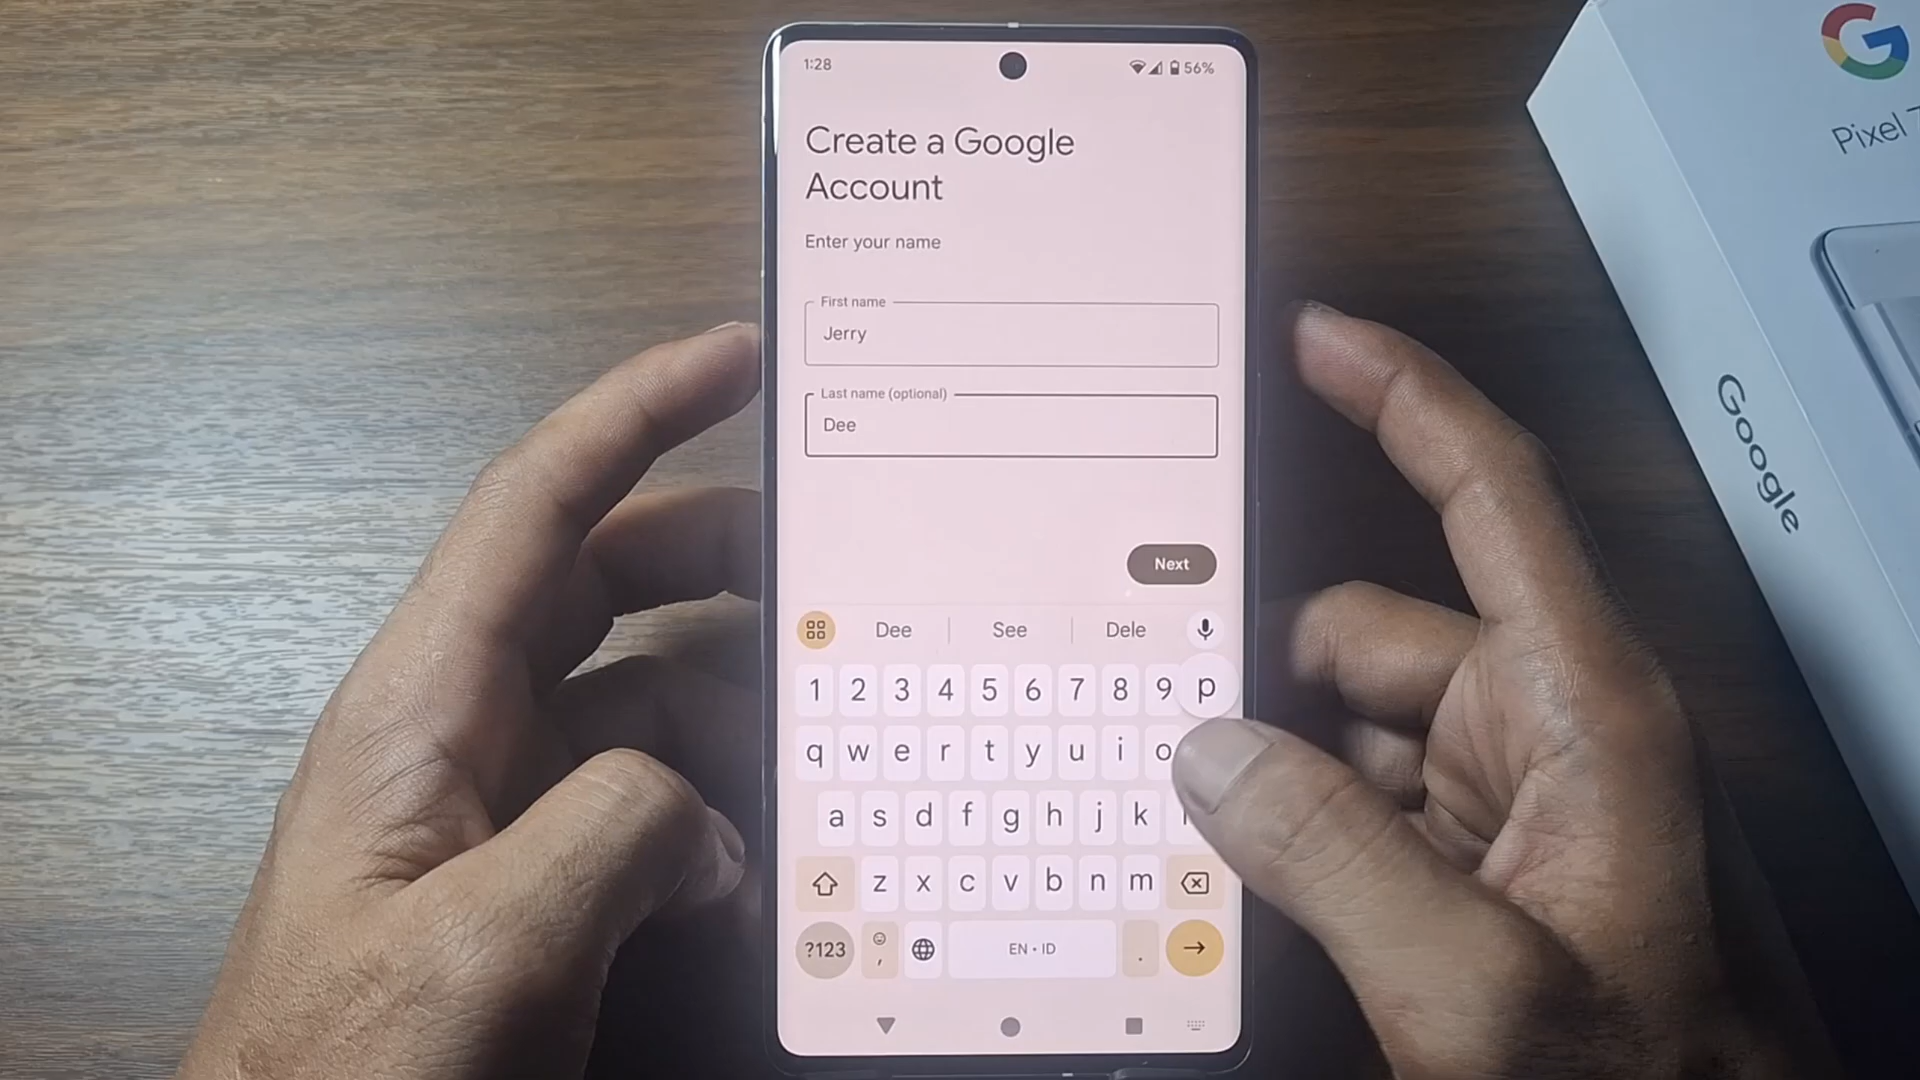 1:28
56%
Create a Google
Account
Enter your name
First name
Jerry
Last name (optional)
Dee
Next
Dee
See
Dele
1 2 3 4 5 6 7 8 9 p
q w e r t y u i o
a s d f g h j k
z x c v b n m
?123
,
EN • ID
.
G
Pixel 7
Google